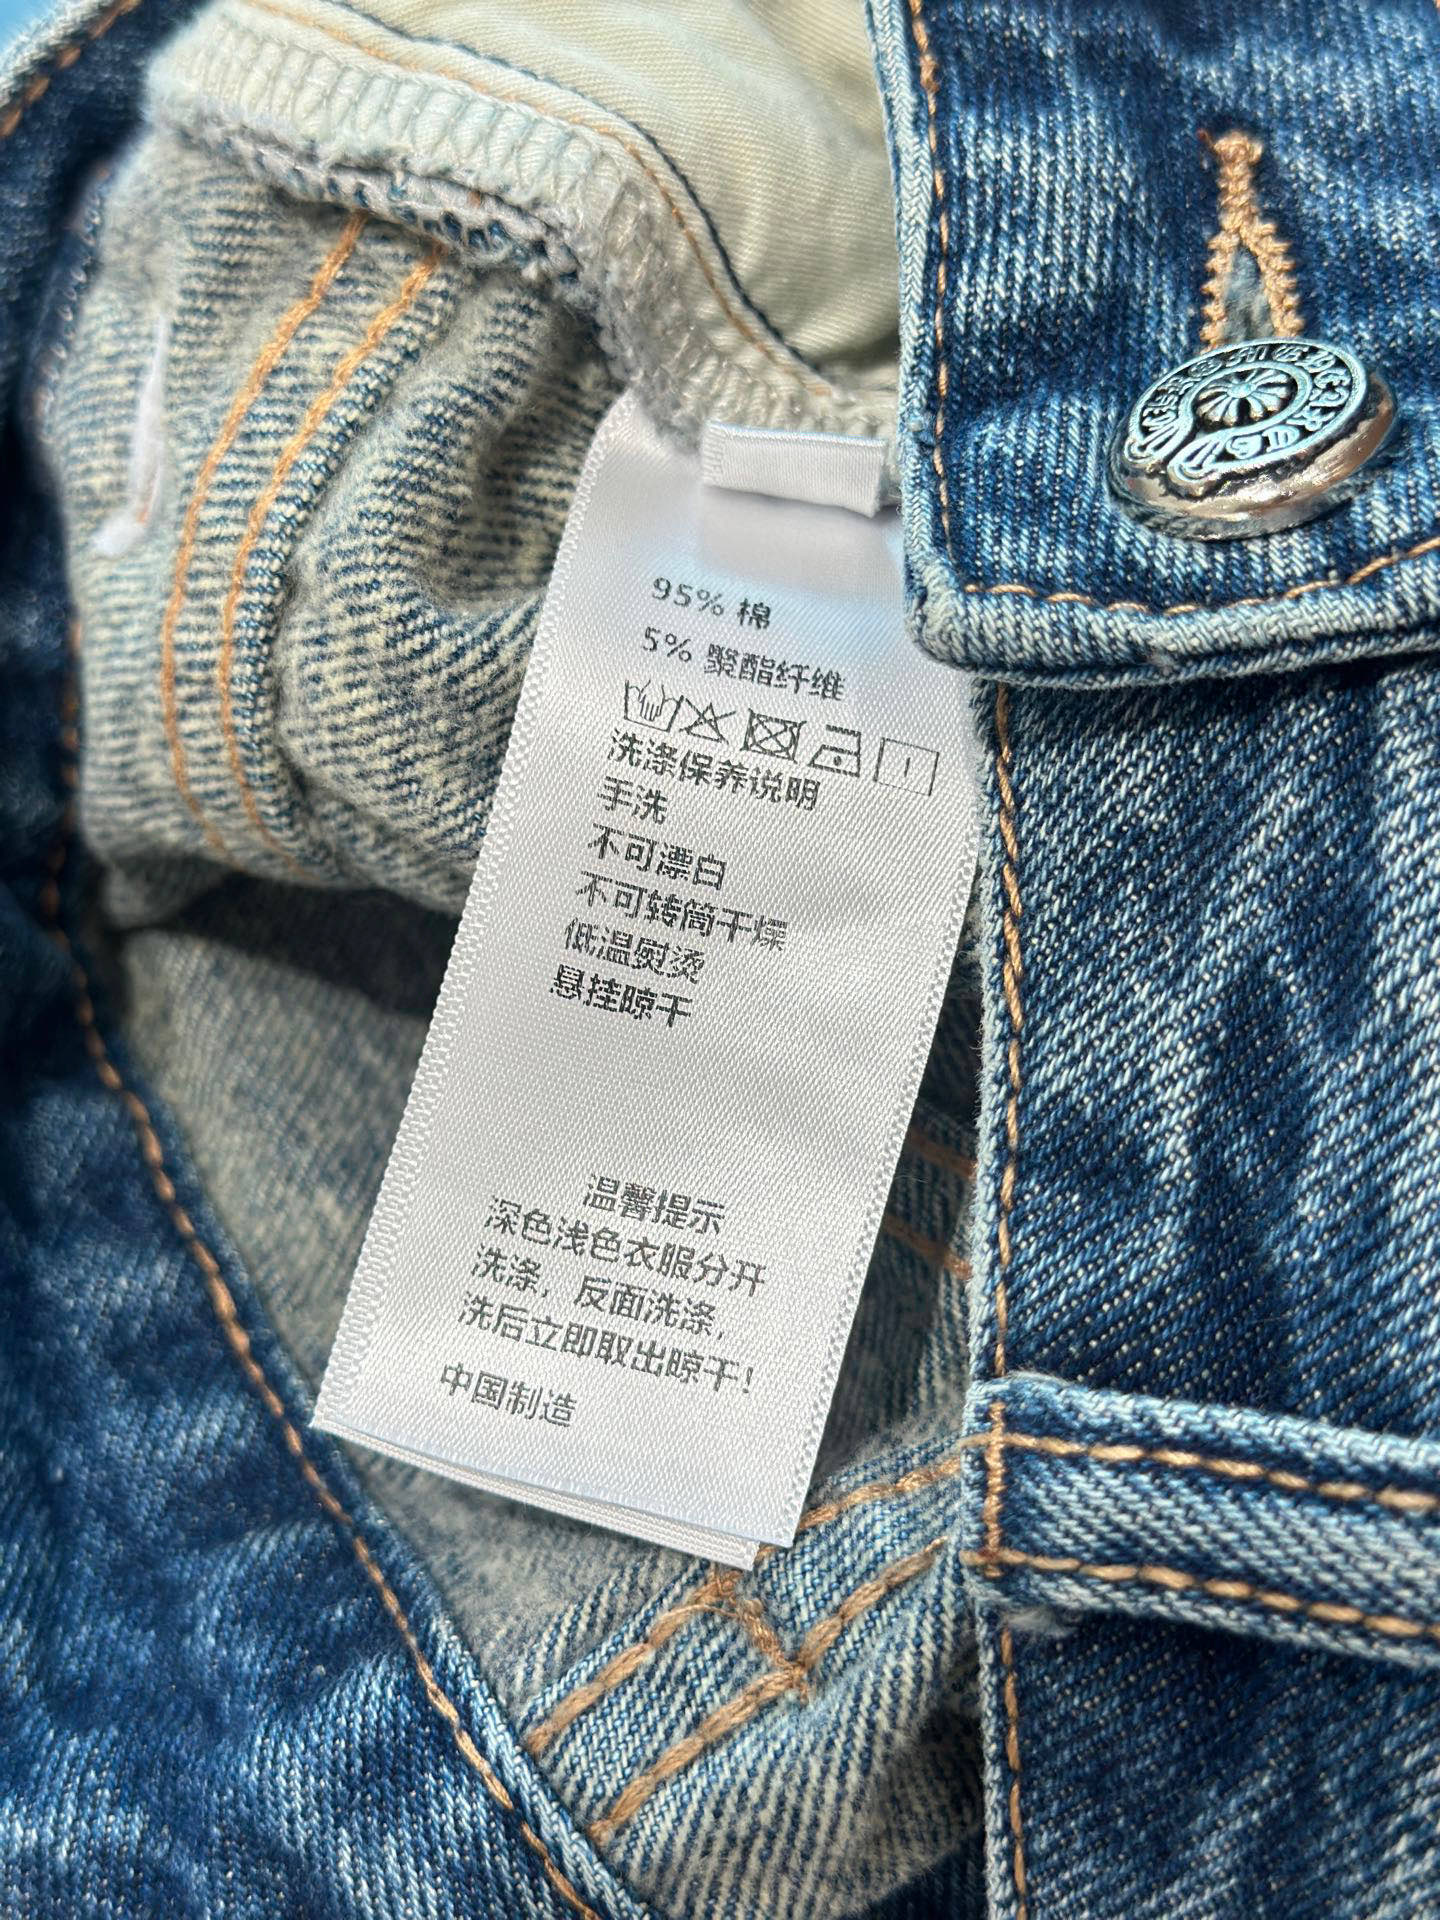 95% 棉
5% 聚酯纤维
洗涤保养说明
手洗
不可漂白
不可转筒干燥
低温熨烫
悬挂晾干
温馨提示
深色浅色衣服分开
洗涤，反面洗涤，
洗后立即取出晾干！
中国制造